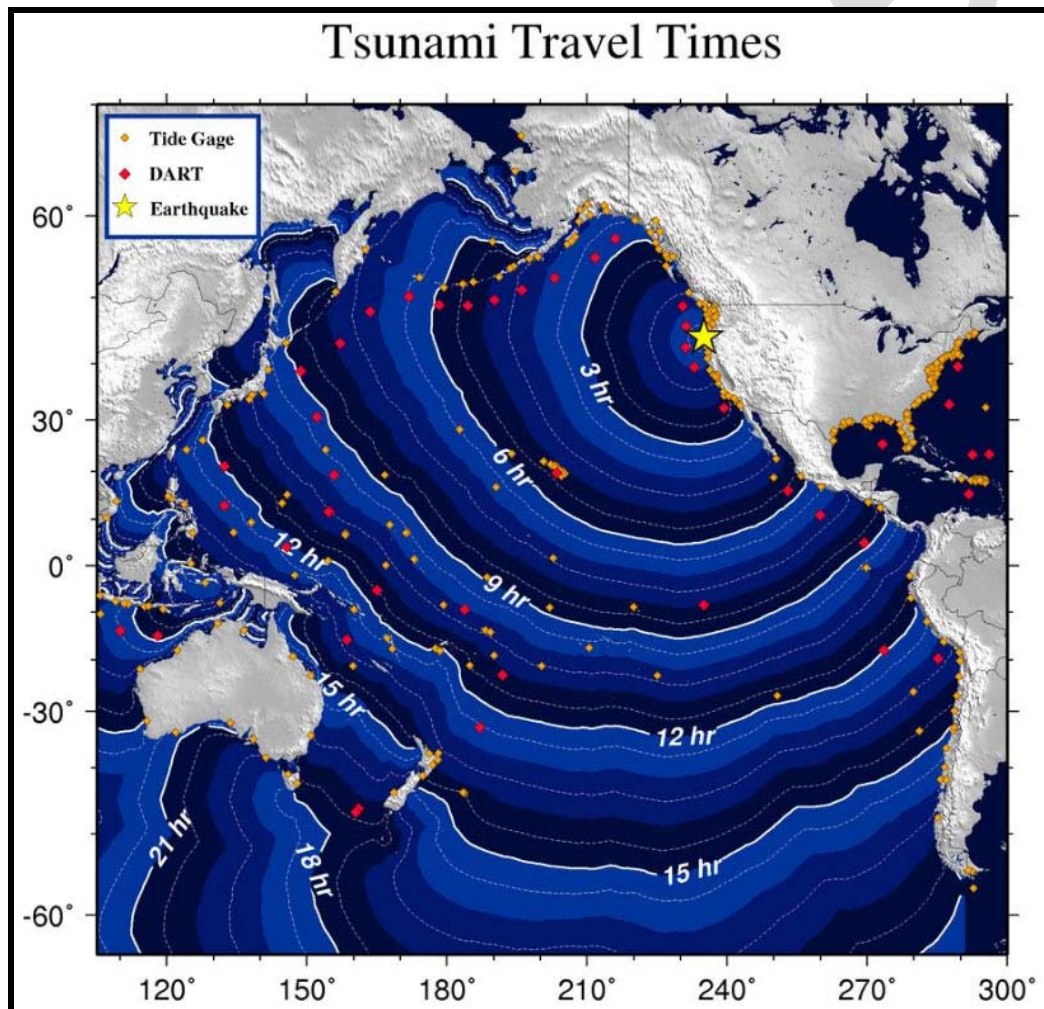 Tsunami Travel Times
Tide Gage
DART
Earthquake
60°
30°
0°
-30°
-60°
3 hr
6 hr
9 hr
12 hr
12 hr
15 hr
15 hr
18 hr
21 hr
120° 150° 180° 210° 240° 270° 300°